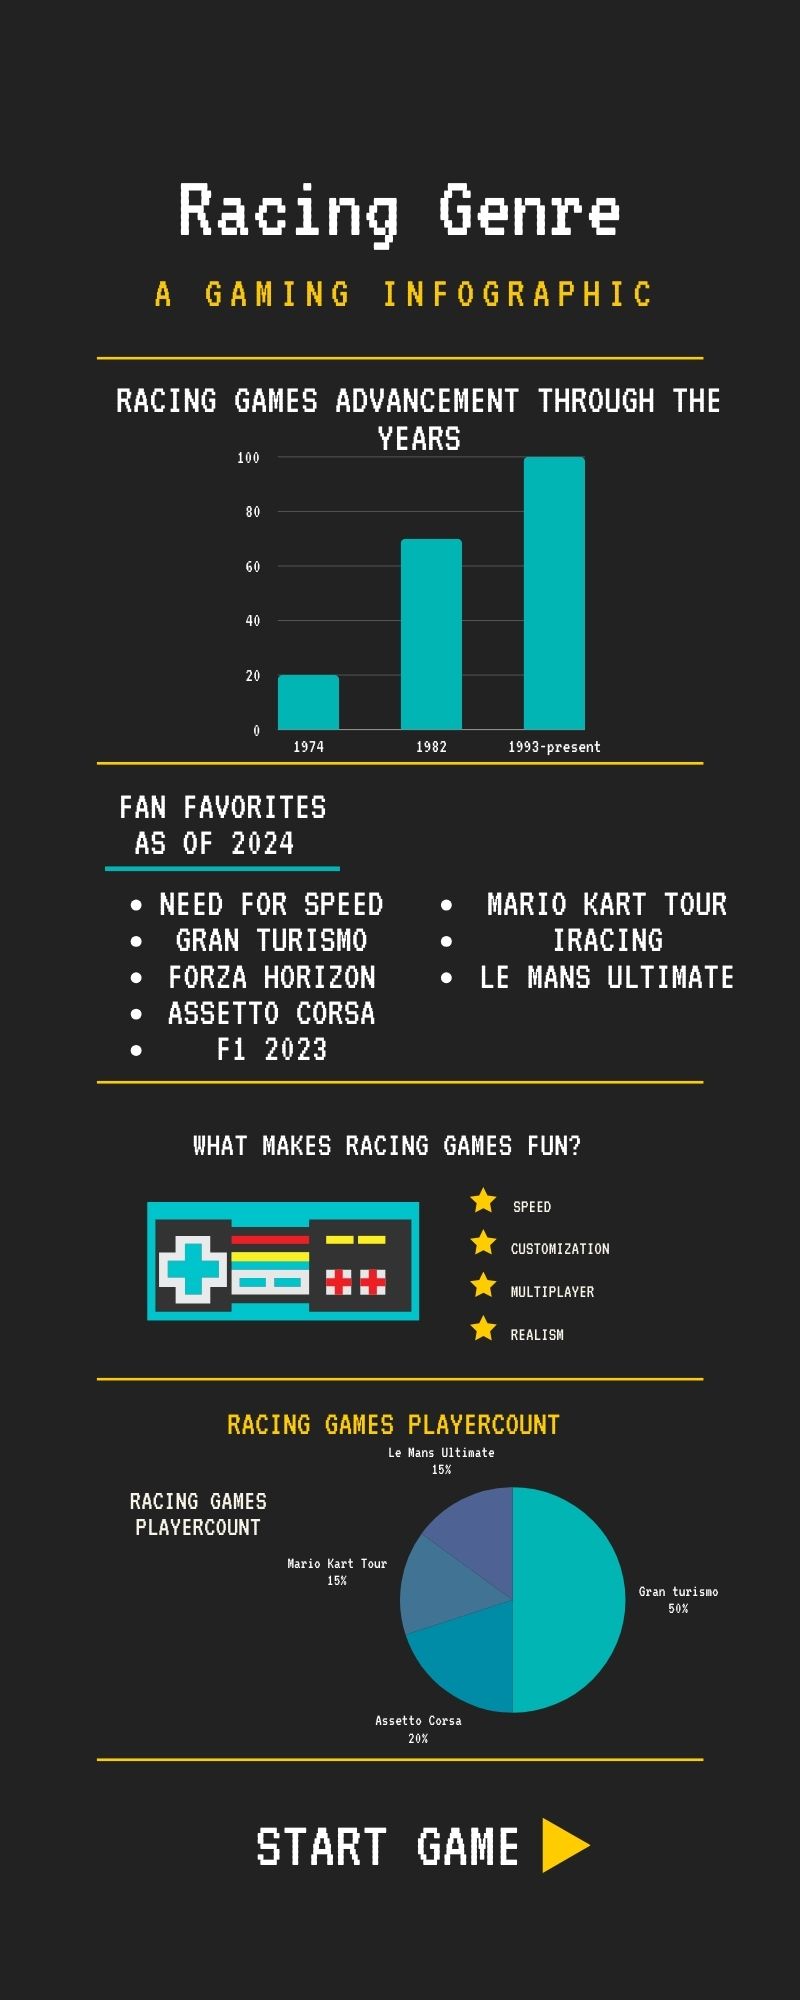 Racing Genre
A GAMING INFOGRAPHIC
RACING GAMES ADVANCEMENT THROUGH THE
YEARS
100
80
60
40
20
0
1974
1982
1993-present
FAN FAVORITES
AS OF 2024
• NEED FOR SPEED
• GRAN TURISMO
• FORZA HORIZON
• ASSETTO CORSA
• F1 2023
• MARIO KART TOUR
• IRACING
• LE MANS ULTIMATE
WHAT MAKES RACING GAMES FUN?
SPEED
CUSTOMIZATION
MULTIPLAYER
REALISM
RACING GAMES PLAYERCOUNT
RACING GAMES
PLAYERCOUNT
Le Mans Ultimate
15%
Mario Kart Tour
15%
Gran turismo
50%
Assetto Corsa
20%
START GAME